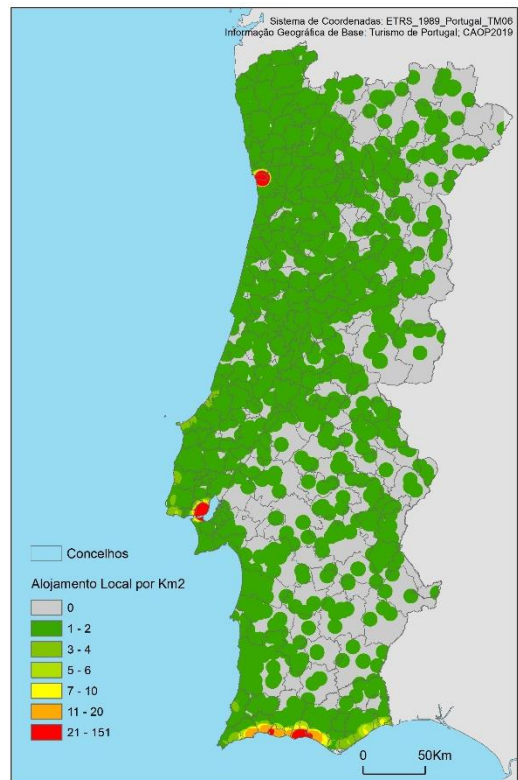 Sistema de Coordenadas: ETRS_1989_Portugal_TM06
Informação Geográfica de Base: Turismo de Portugal; CAOP2019
Concelhos
Alojamento Local por Km2
0
1 - 2
3 - 4
5 - 6
7 - 10
11 - 20
21 - 151
0 50Km